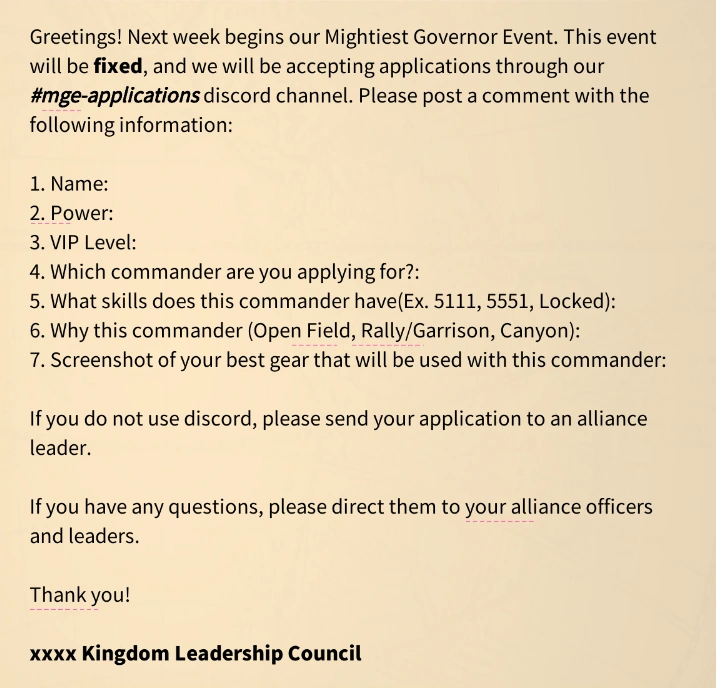 Greetings! Next week begins our Mightiest Governor Event. This event
will be fixed, and we will be accepting applications through our
#mge-applications discord channel. Please post a comment with the
following information:
1. Name:
2. Power:
3. VIP Level:
4. Which commander are you applying for?:
5. What skills does this commander have(Ex. 5111, 5551, Locked):
6. Why this commander (Open Field, Rally/Garrison, Canyon):
7. Screenshot of your best gear that will be used with this commander:
If you do not use discord, please send your application to an alliance
leader.
If you have any questions, please direct them to your alliance officers
and leaders.
Thank you!
xxxx Kingdom Leadership Council